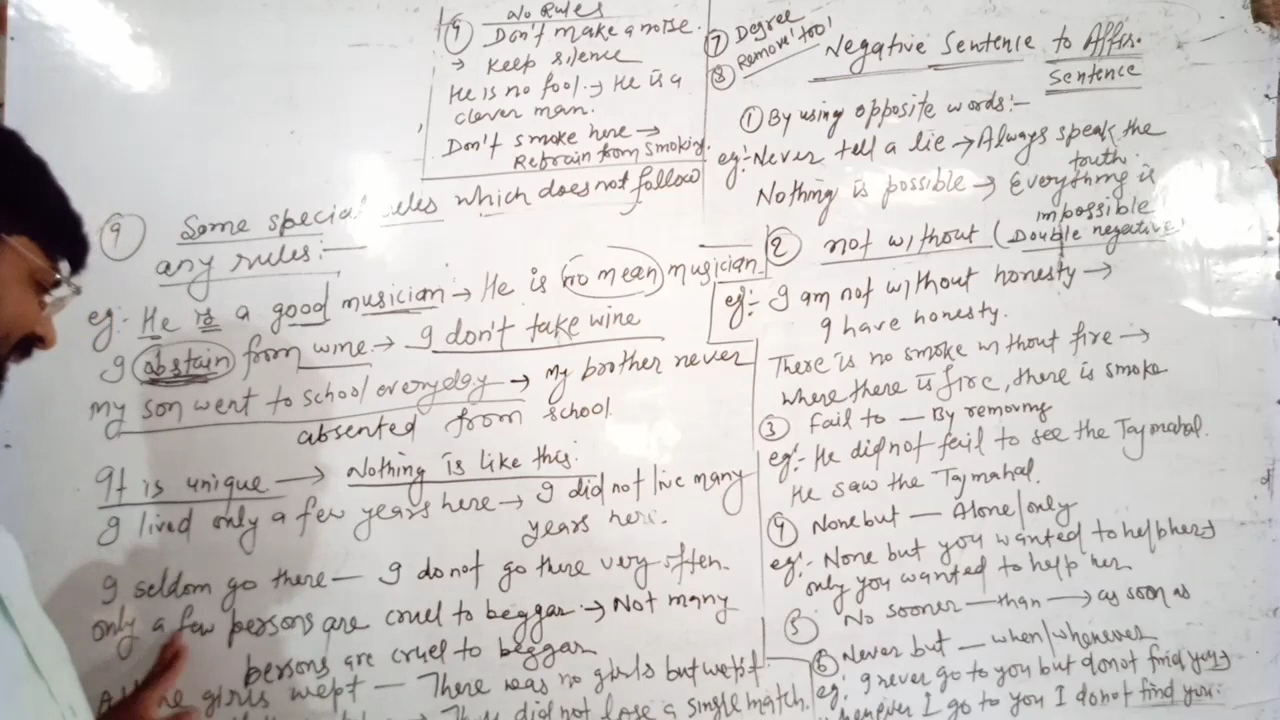 (9) No Rules
Don't make a noise.
→ Keep silence
He is no fool. → He is a
clever man.
Don't smoke here →
Refrain from smoking.
(9) Some special rules which does not follow
any rules:-
eg:- He is a good musician → He is no mean musician
I abstain from wine. → I don't take wine
My son went to school everyday → My brother never
absented from school.
It is unique → Nothing is like this.
I lived only a few years here → I did not live many
years here.
I seldom go there — I do not go there very often.
only a few persons are cruel to beggar. → Not many
persons are cruel to beggar
girls wept — There was no girls but wept
did not lose a single match.
(7) Degree
(8) Remove 'too'
Negative Sentence to Affir.
Sentence
(1) By using opposite words:-
eg:- Never tell a lie → Always speak the
truth
Nothing is possible → Everything is
impossible
(2) not without (Double negative)
eg:- I am not without honesty →
I have honesty.
There is no smoke without fire →
where there is fire, there is smoke
(3) Fail to — By removing
eg:- He did not fail to see the Tajmahal.
He saw the Tajmahal.
(4) None but — Alone/only
eg:- None but you wanted to help her →
only you wanted to help her
(5) No sooner — than → as soon as
(6) Never but — when/whenever
eg: I never go to you but do not find you →
whenever I go to you I do not find you.